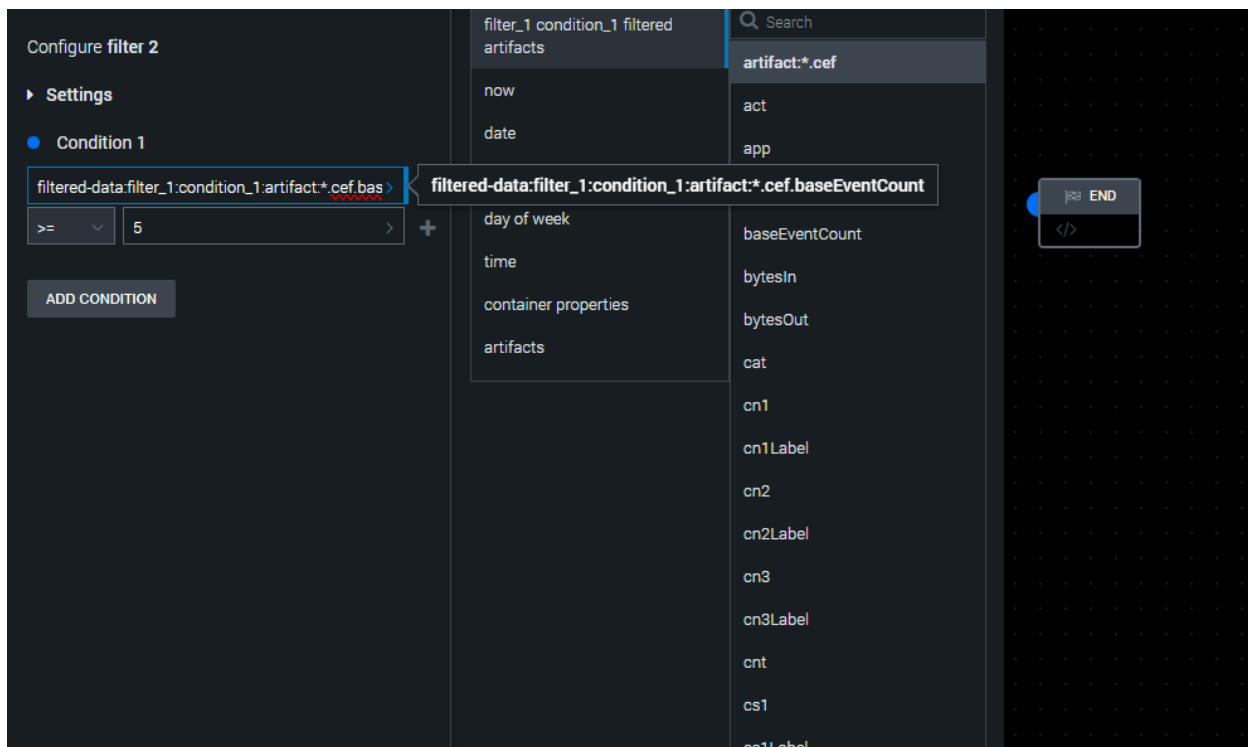 Configure filter 2
Settings
Condition 1
filtered-data:filter_1:condition_1:artifact:*.cef.bas
>=
5
ADD CONDITION
filter_1 condition_1 filtered
artifacts
now
date
filtered-data:filter_1:condition_1:artifact:*.cef.baseEventCount
day of week
time
container properties
artifacts
Search
artifact:*.cef
act
app
baseEventCount
bytesIn
bytesOut
cat
cn1
cn1Label
cn2
cn2Label
cn3
cn3Label
cnt
cs1
cs1Label
END
</>